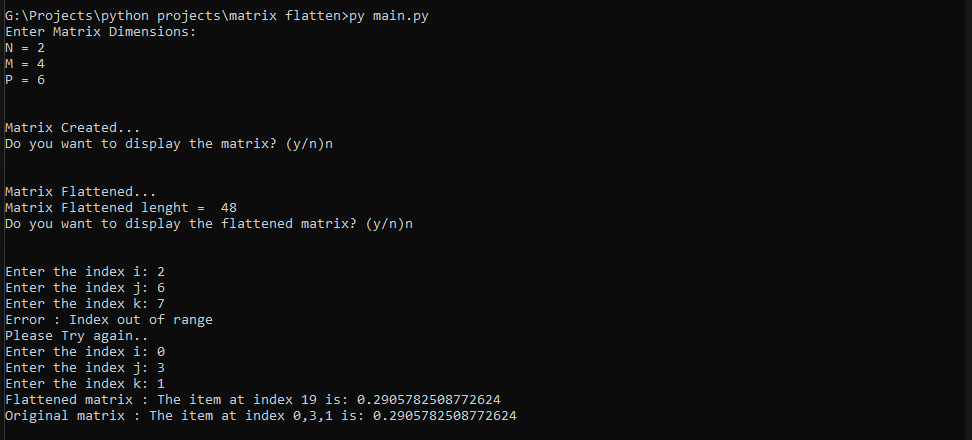 G:\Projects\python projects\matrix flatten>py main.py
Enter Matrix Dimensions:
N = 2
M = 4
P = 6
Matrix Created...
Do you want to display the matrix? (y/n)n
Matrix Flattened...
Matrix Flattened lenght =  48
Do you want to display the flattened matrix? (y/n)n
Enter the index i: 2
Enter the index j: 6
Enter the index k: 7
Error : Index out of range
Please Try again..
Enter the index i: 0
Enter the index j: 3
Enter the index k: 1
Flattened matrix : The item at index 19 is: 0.2905782508772624
Original matrix : The item at index 0,3,1 is: 0.2905782508772624